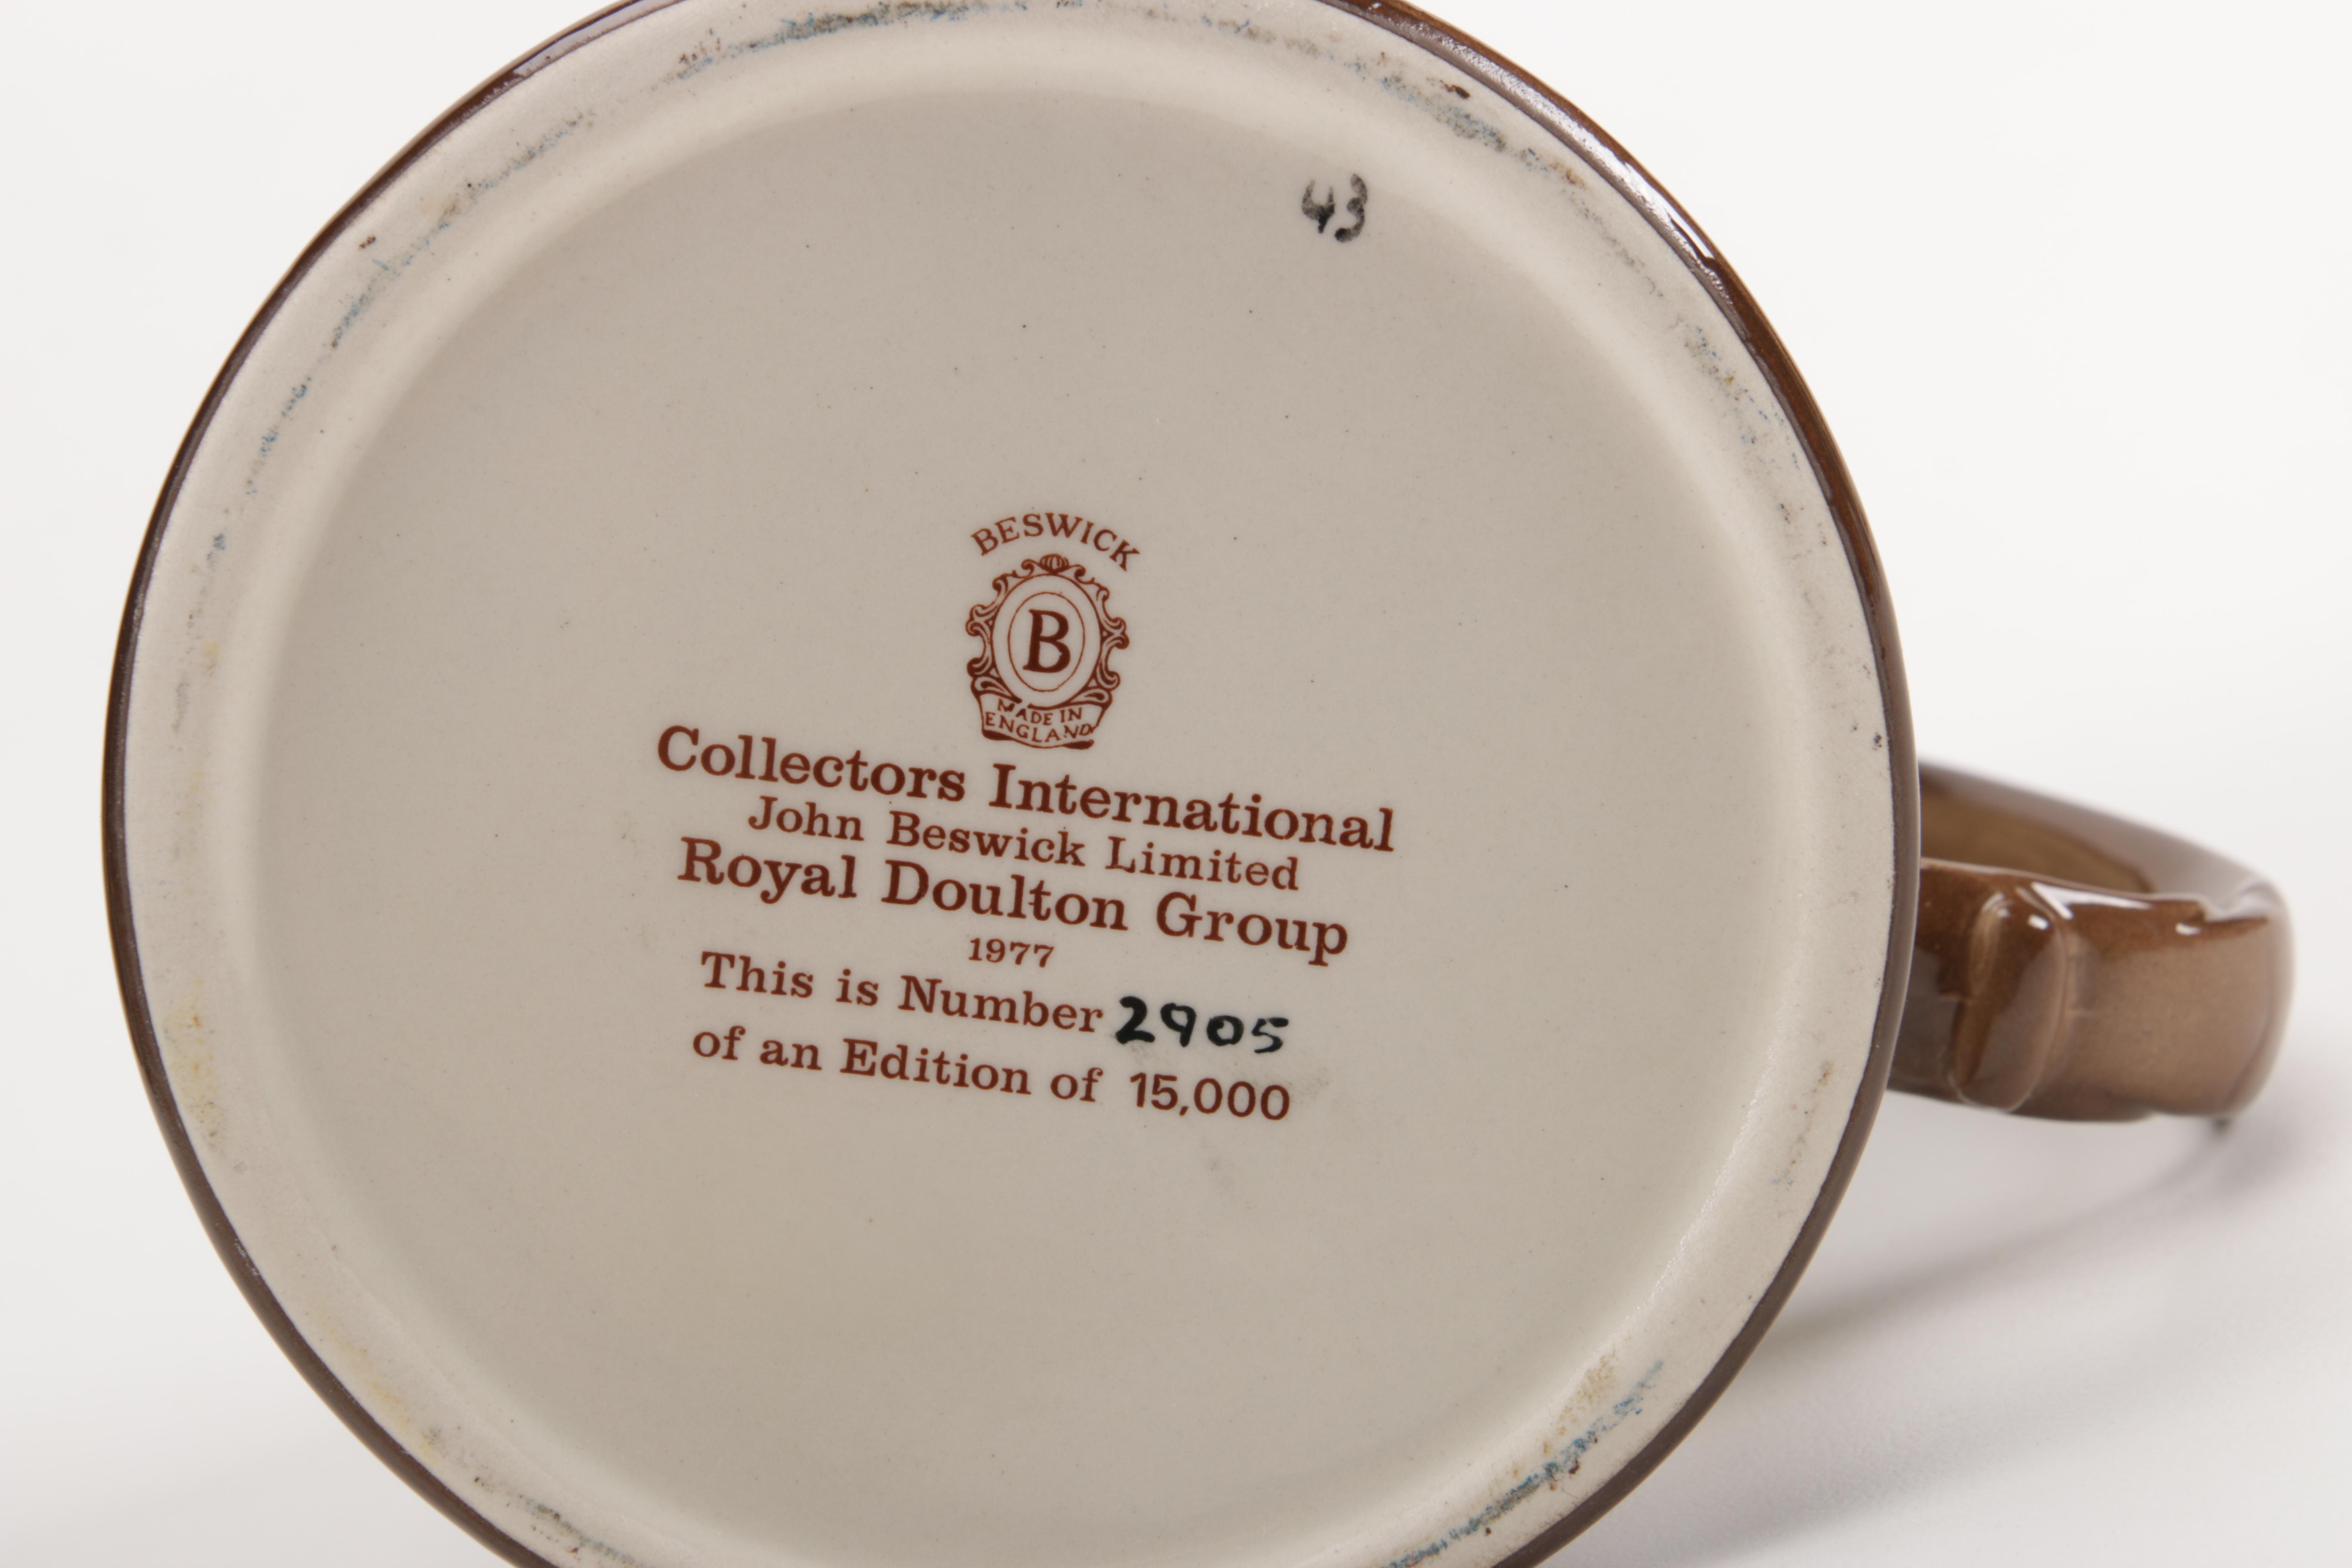 43
BESWICK
B
MADE IN
ENGLAND
Collectors International
John Beswick Limited
Royal Doulton Group
1977
This is Number 2905
of an Edition of 15,000